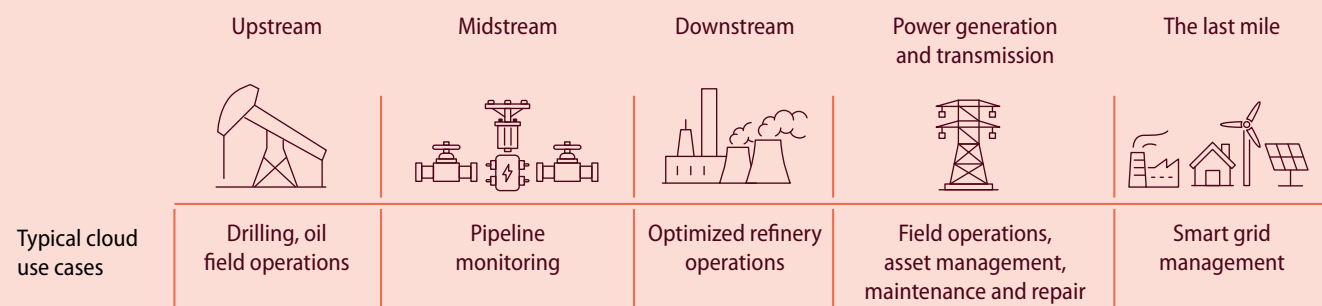 Upstream
Midstream
Downstream
Power generation
and transmission
The last mile
Typical cloud
use cases
Drilling, oil
field operations
Pipeline
monitoring
Optimized refinery
operations
Field operations,
asset management,
maintenance and repair
Smart grid
management